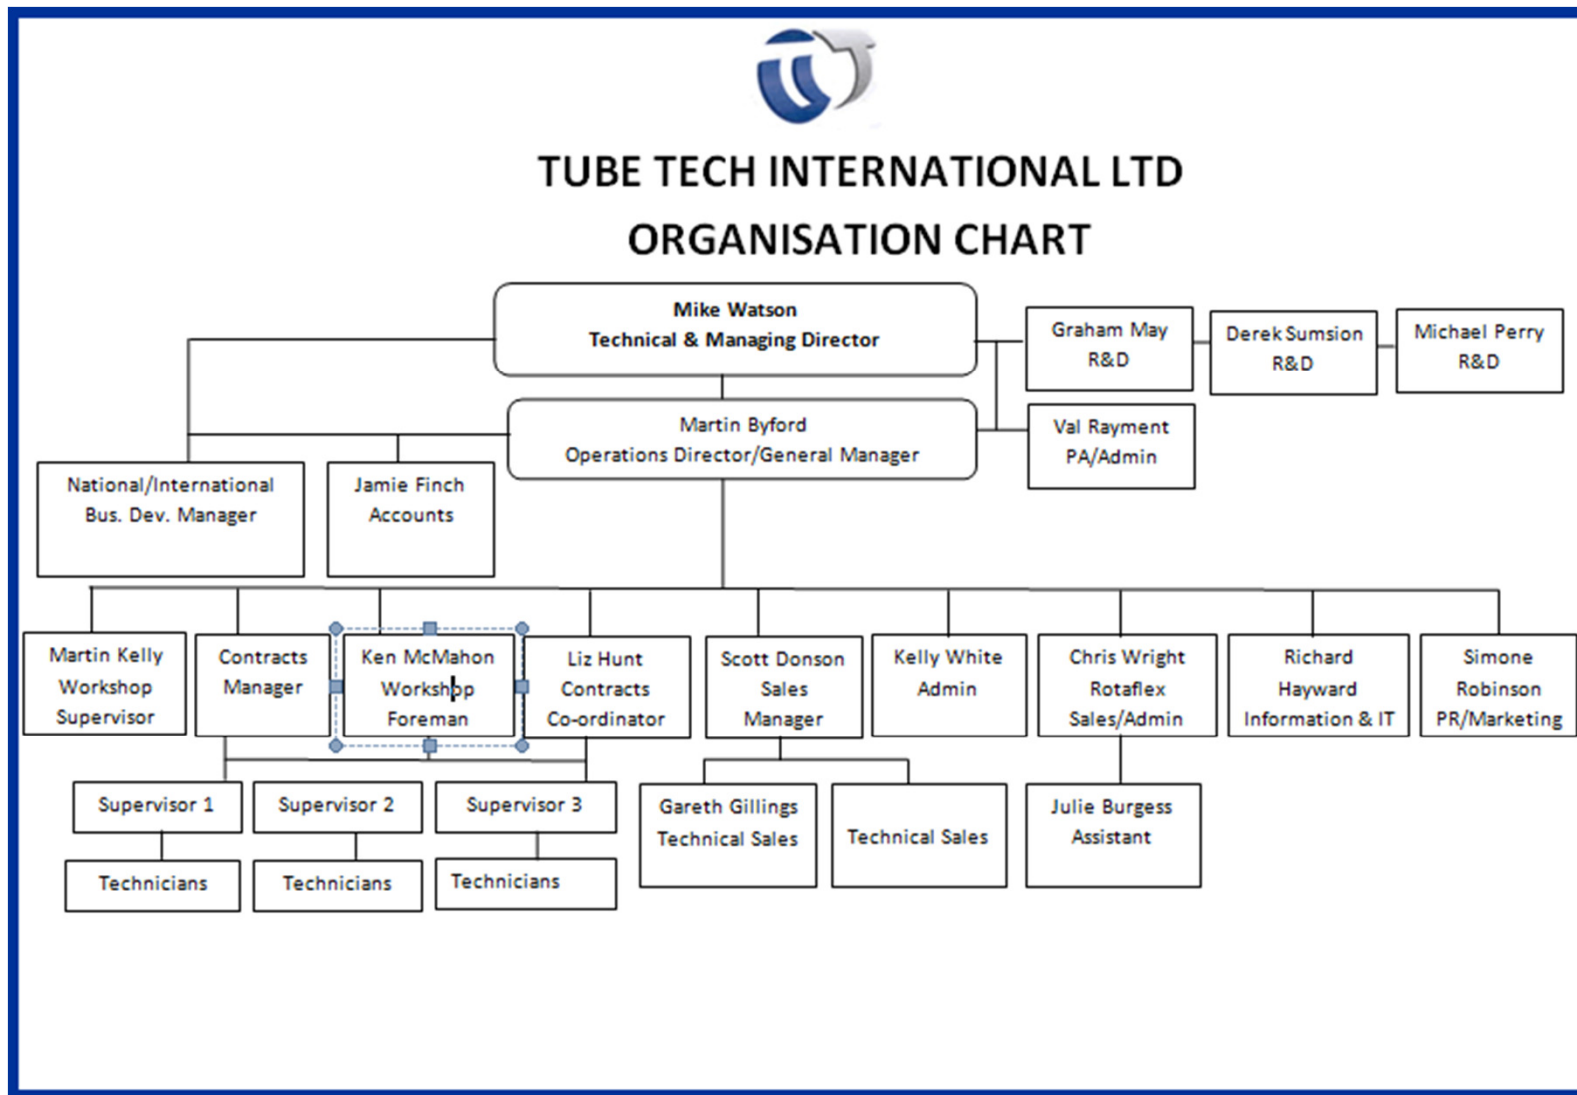 TUBE TECH INTERNATIONAL LTD
ORGANISATION CHART
Mike Watson
Technical & Managing Director
Graham May
R&D
Derek Sumsion
R&D
Michael Perry
R&D
Martin Byford
Operations Director/General Manager
Val Rayment
PA/Admin
National/International
Bus. Dev. Manager
Jamie Finch
Accounts
Martin Kelly
Workshop
Supervisor
Contracts
Manager
Ken McMahon
Workshop
Foreman
Liz Hunt
Contracts
Co-ordinator
Scott Donson
Sales
Manager
Kelly White
Admin
Chris Wright
Rotaflex
Sales/Admin
Richard
Hayward
Information & IT
Simone
Robinson
PR/Marketing
Supervisor 1
Supervisor 2
Supervisor 3
Gareth Gillings
Technical Sales
Technical Sales
Julie Burgess
Assistant
Technicians
Technicians
Technicians